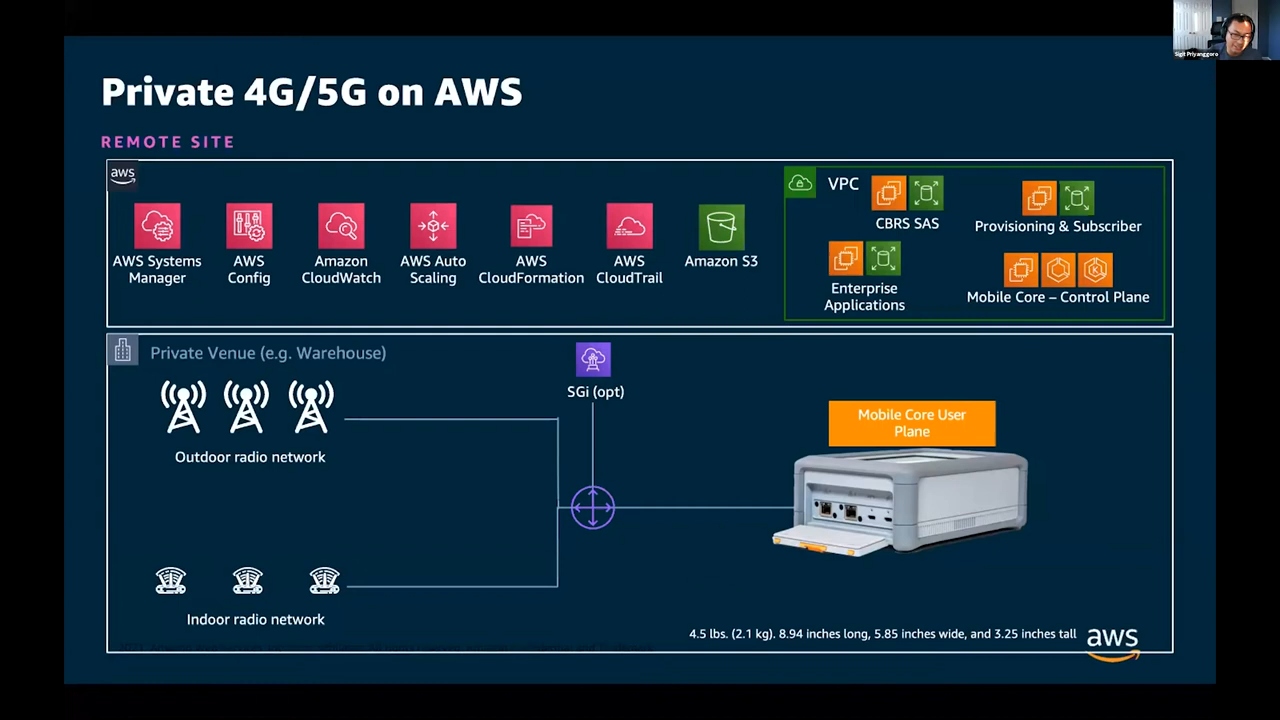 Sigit Priyanggoro
Private 4G/5G on AWS
REMOTE SITE
aws
AWS Systems
Manager
AWS
Config
Amazon
CloudWatch
AWS Auto
Scaling
AWS
CloudFormation
AWS
CloudTrail
Amazon S3
VPC
CBRS SAS
Provisioning & Subscriber
Enterprise
Applications
Mobile Core – Control Plane
Private Venue (e.g. Warehouse)
SGi (opt)
Outdoor radio network
Mobile Core User
Plane
Indoor radio network
4.5 lbs. (2.1 kg). 8.94 inches long, 5.85 inches wide, and 3.25 inches tall
aws